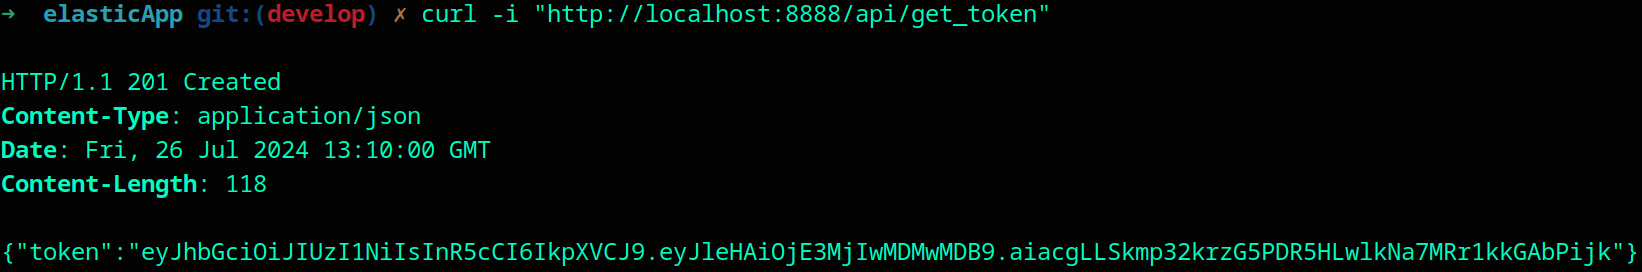 ➜  elasticApp git:(develop) ✗ curl -i "http://localhost:8888/api/get_token"
HTTP/1.1 201 Created
Content-Type: application/json
Date: Fri, 26 Jul 2024 13:10:00 GMT
Content-Length: 118
{"token":"eyJhbGciOiJIUzI1NiIsInR5cCI6IkpXVCJ9.eyJleHAiOjE3MjIwMDMwMDB9.aiacgLLSkmp32krzG5PDR5HLwlkNa7MRr1kkGAbPijk"}